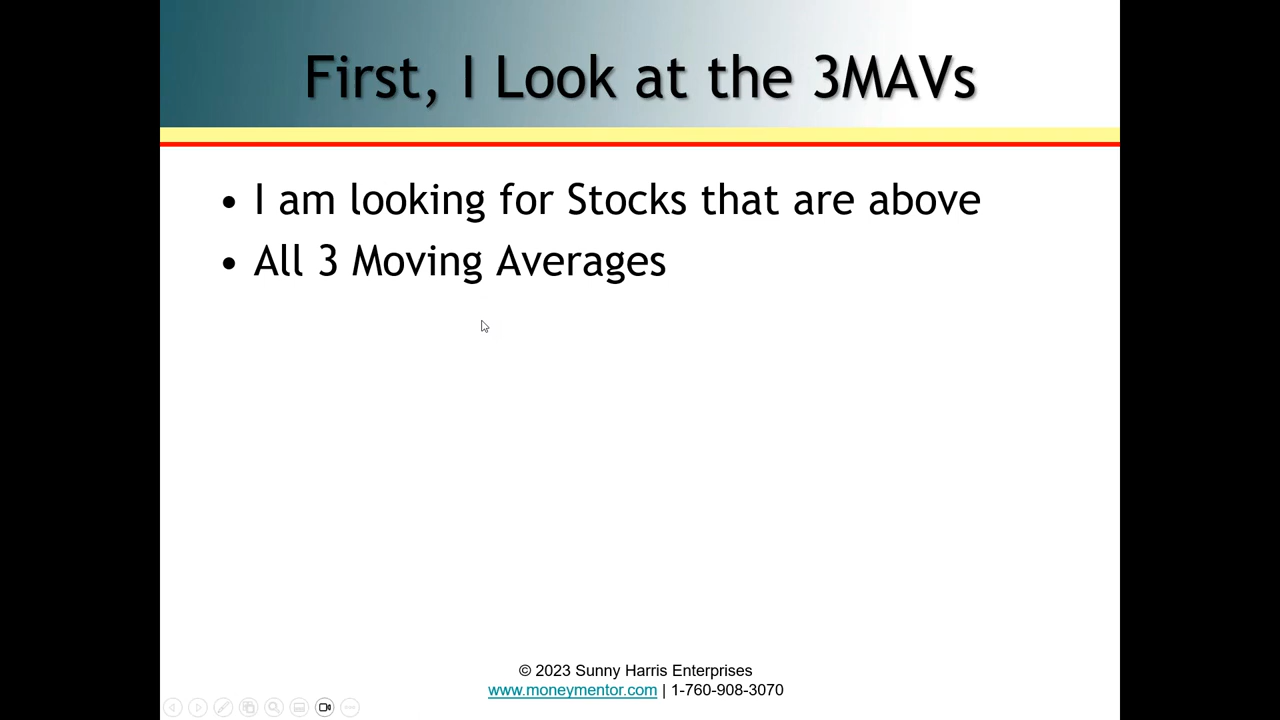 First, I Look at the 3MAVs
• I am looking for Stocks that are above
• All 3 Moving Averages
© 2023 Sunny Harris Enterprises
www.moneymentor.com | 1-760-908-3070